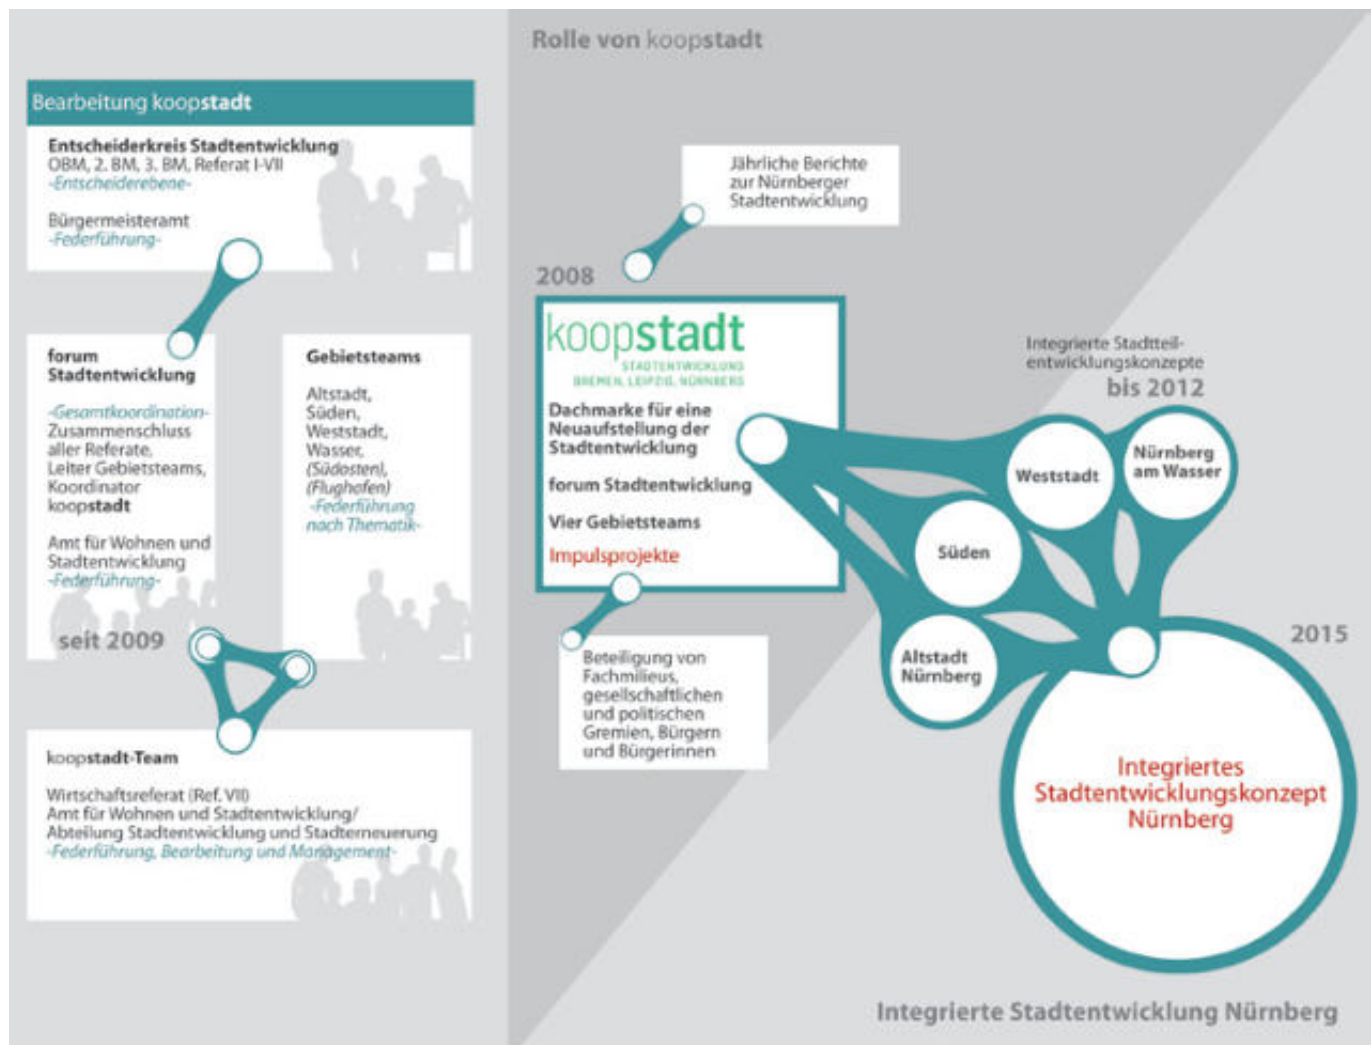 Rolle von koopstadt
Bearbeitung koopstadt
Entscheiderkreis Stadtentwicklung
OBM, 2. BM, 3. BM, Referat I-VII
-Entscheiderebene-
Bürgermeisteramt
-Federführung-
forum
Stadtentwicklung
-Gesamtkoordination-
Zusammenschluss
aller Referate,
Leiter Gebietsteams,
Koordinator
koopstadt
Amt für Wohnen und
Stadtentwicklung
-Federführung-
Gebietsteams
Altstadt,
Süden,
Weststadt,
Wasser,
(Südosten),
(Flughafen)
-Federführung
nach Thematik-
seit 2009
koopstadt-Team
Wirtschaftsreferat (Ref. VII)
Amt für Wohnen und Stadtentwicklung/
Abteilung Stadtentwicklung und Stadterneuerung
-Federführung, Bearbeitung und Management-
Jährliche Berichte
zur Nürnberger
Stadtentwicklung
2008
koopstadt
STADTENTWICKLUNG
BREMEN, LEIPZIG, NÜRNBERG
Dachmarke für eine
Neuaufstellung der
Stadtentwicklung
forum Stadtentwicklung
Vier Gebietsteams
Impulsprojekte
Beteiligung von
Fachmilieus,
gesellschaftlichen
und politischen
Gremien, Bürgern
und Bürgerinnen
Integrierte Stadtteil-
entwicklungskonzepte
bis 2012
Nürnberg
am Wasser
Weststadt
Süden
Altstadt
Nürnberg
2015
Integriertes
Stadtentwicklungskonzept
Nürnberg
Integrierte Stadtentwicklung Nürnberg